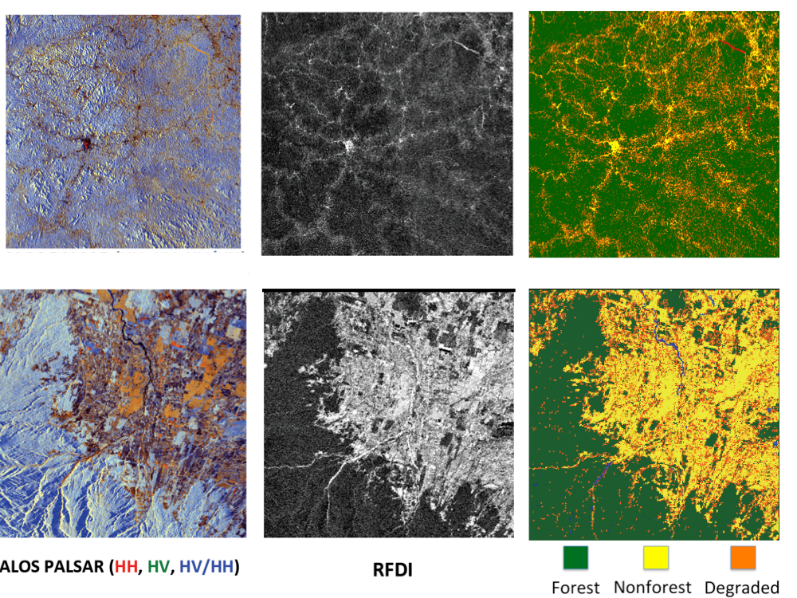 ALOS PALSAR (HH, HV, HV/HH)
RFDI
Forest Nonforest Degraded